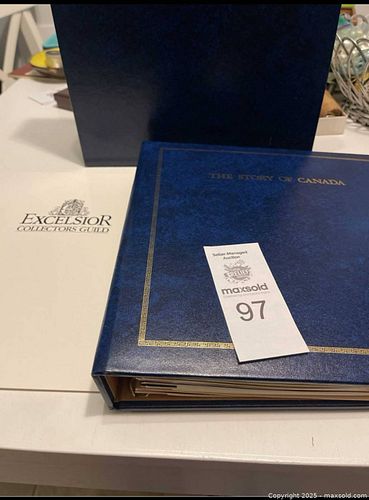 THE STORY OF CANADA
EXCELSIOR
COLLECTORS GUILD
Seller-Managed
Auction
maxsold
97
Copyright 2025 - maxsold.com